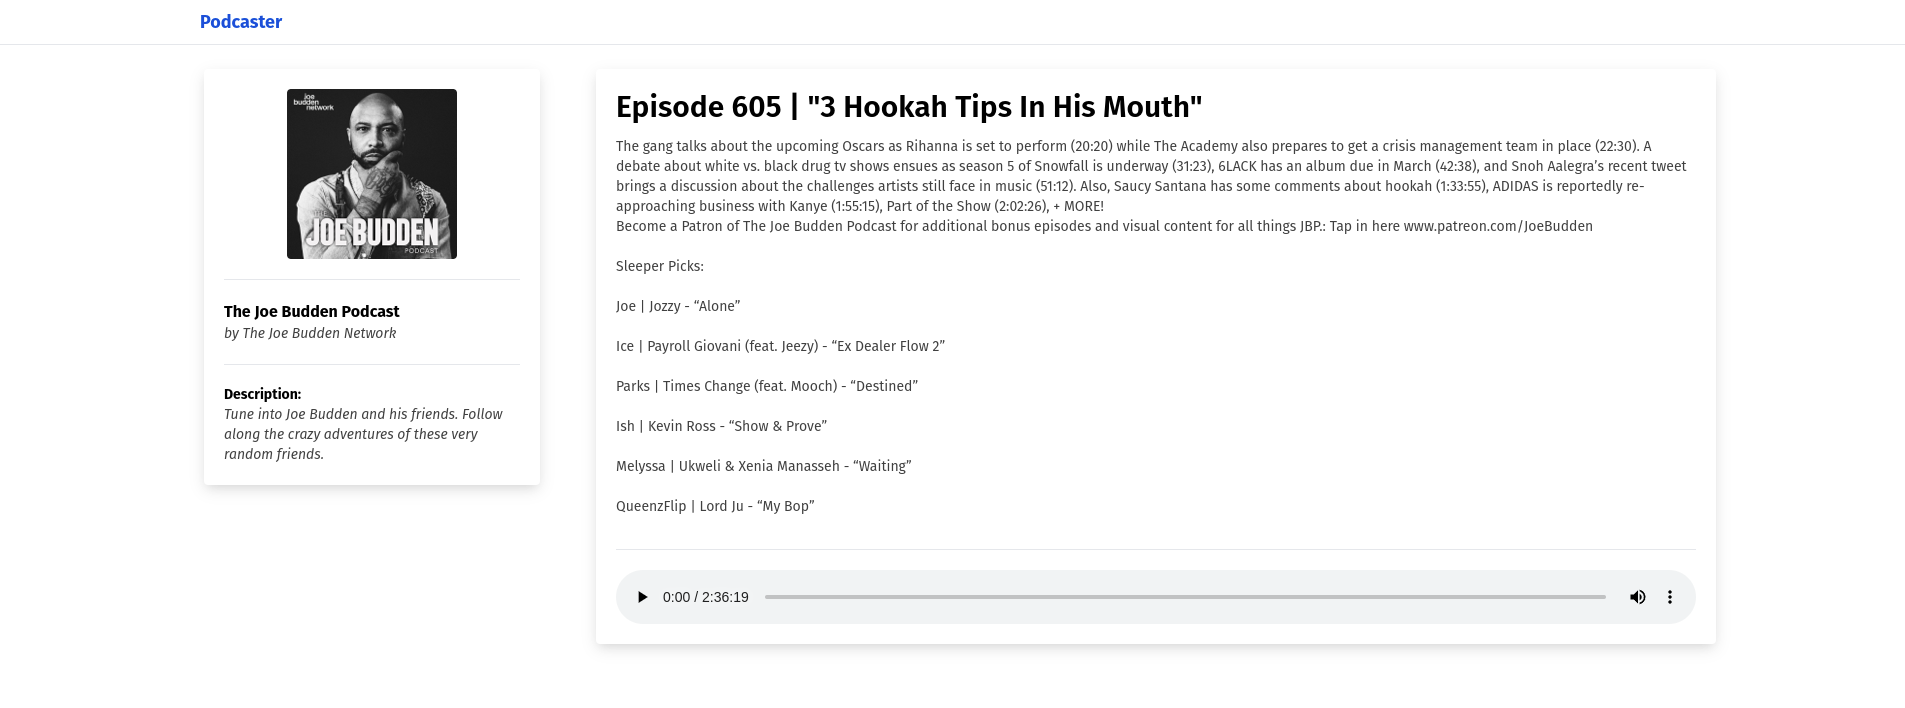 Podcaster
joe
budden
network
THE
JOE BUDDEN
PODCAST
The Joe Budden Podcast
by The Joe Budden Network
Description:
Tune into Joe Budden and his friends. Follow
along the crazy adventures of these very
random friends.
Episode 605 | "3 Hookah Tips In His Mouth"
The gang talks about the upcoming Oscars as Rihanna is set to perform (20:20) while The Academy also prepares to get a crisis management team in place (22:30). A
debate about white vs. black drug tv shows ensues as season 5 of Snowfall is underway (31:23), 6LACK has an album due in March (42:38), and Snoh Aalegra’s recent tweet
brings a discussion about the challenges artists still face in music (51:12). Also, Saucy Santana has some comments about hookah (1:33:55), ADIDAS is reportedly re-
approaching business with Kanye (1:55:15), Part of the Show (2:02:26), + MORE!
Become a Patron of The Joe Budden Podcast for additional bonus episodes and visual content for all things JBP.: Tap in here www.patreon.com/JoeBudden
Sleeper Picks:
Joe | Jozzy - “Alone”
Ice | Payroll Giovani (feat. Jeezy) - “Ex Dealer Flow 2”
Parks | Times Change (feat. Mooch) - “Destined”
Ish | Kevin Ross - “Show & Prove”
Melyssa | Ukweli & Xenia Manasseh - “Waiting”
QueenzFlip | Lord Ju - “My Bop”
0:00 / 2:36:19